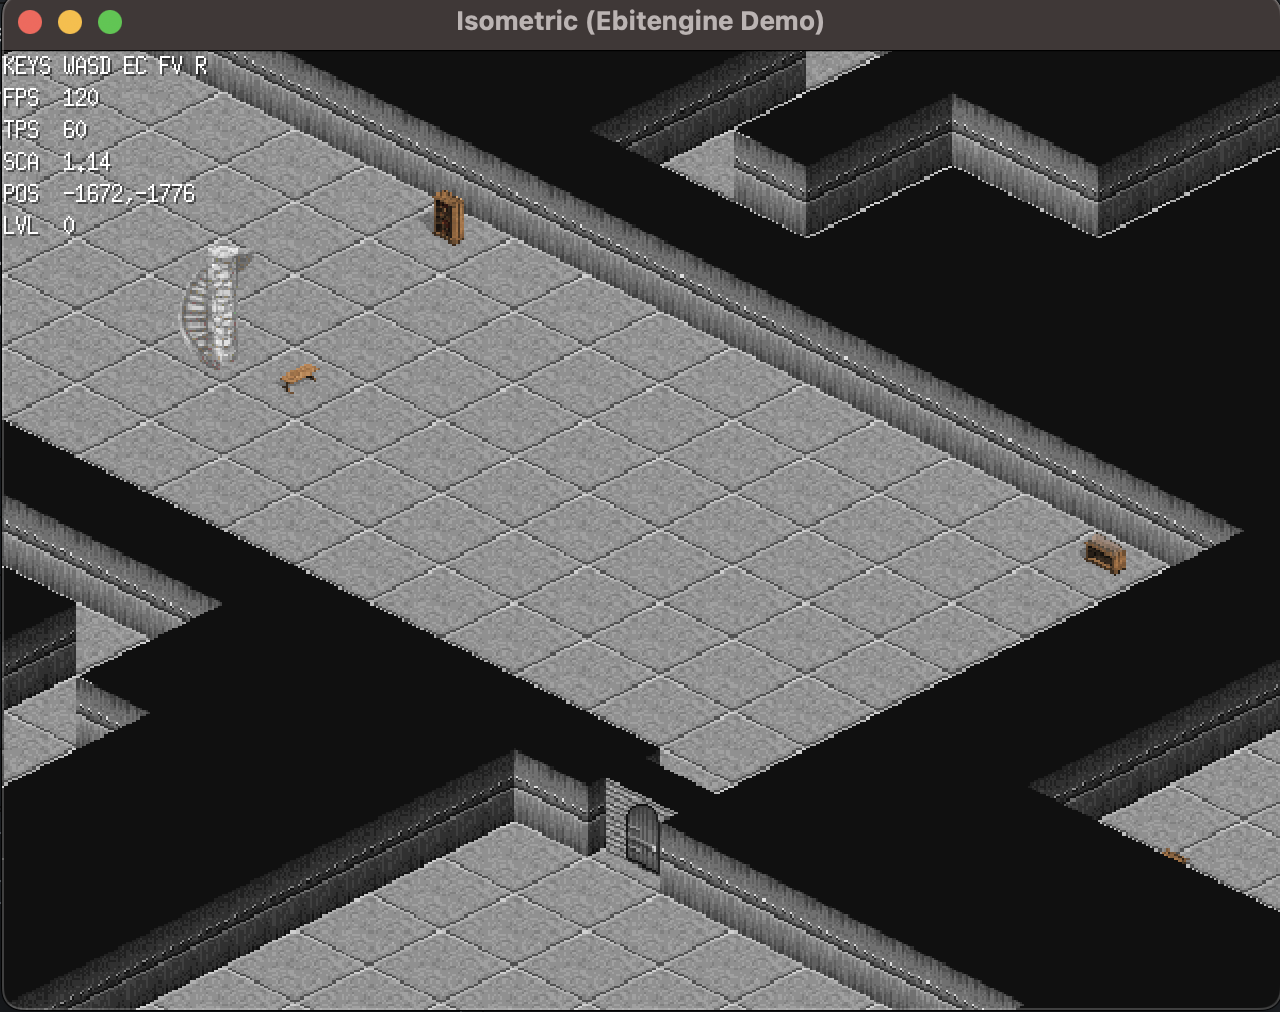 Isometric (Ebitengine Demo)
KEYS WASD EC FV R
FPS 120
TPS 60
SCA 1.14
POS -1672,-1776
LVL 0